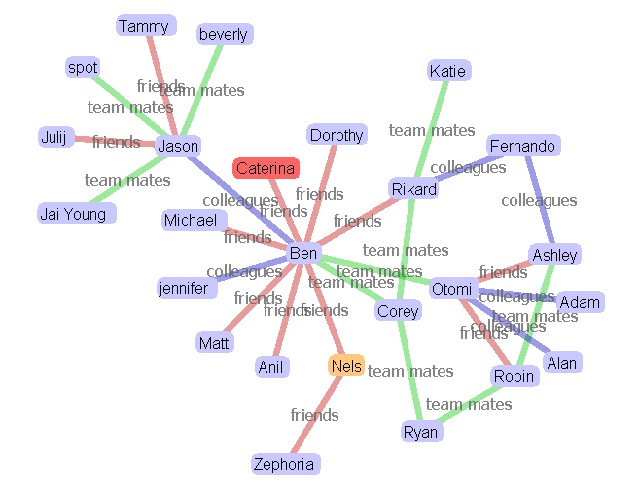 Tammy
beverly
spot
friends
team mates
team mates
Julij
friends
Jason
team mates
Jai Young
Katie
team mates
Dorothy
Fernando
Caterina
colleagues
Rikard
friends
colleagues
colleagues
friends
friends
Michael
friends
Ben
team mates
Ashley
colleagues
team mates
friends
jennifer
team mates
Otomi
colleagues
Adam
friends
friends
friends
Corey
team mates
colleagues
friends
Matt
Alan
Anil
Nels
team mates
Robin
team mates
friends
Ryan
Zephoria